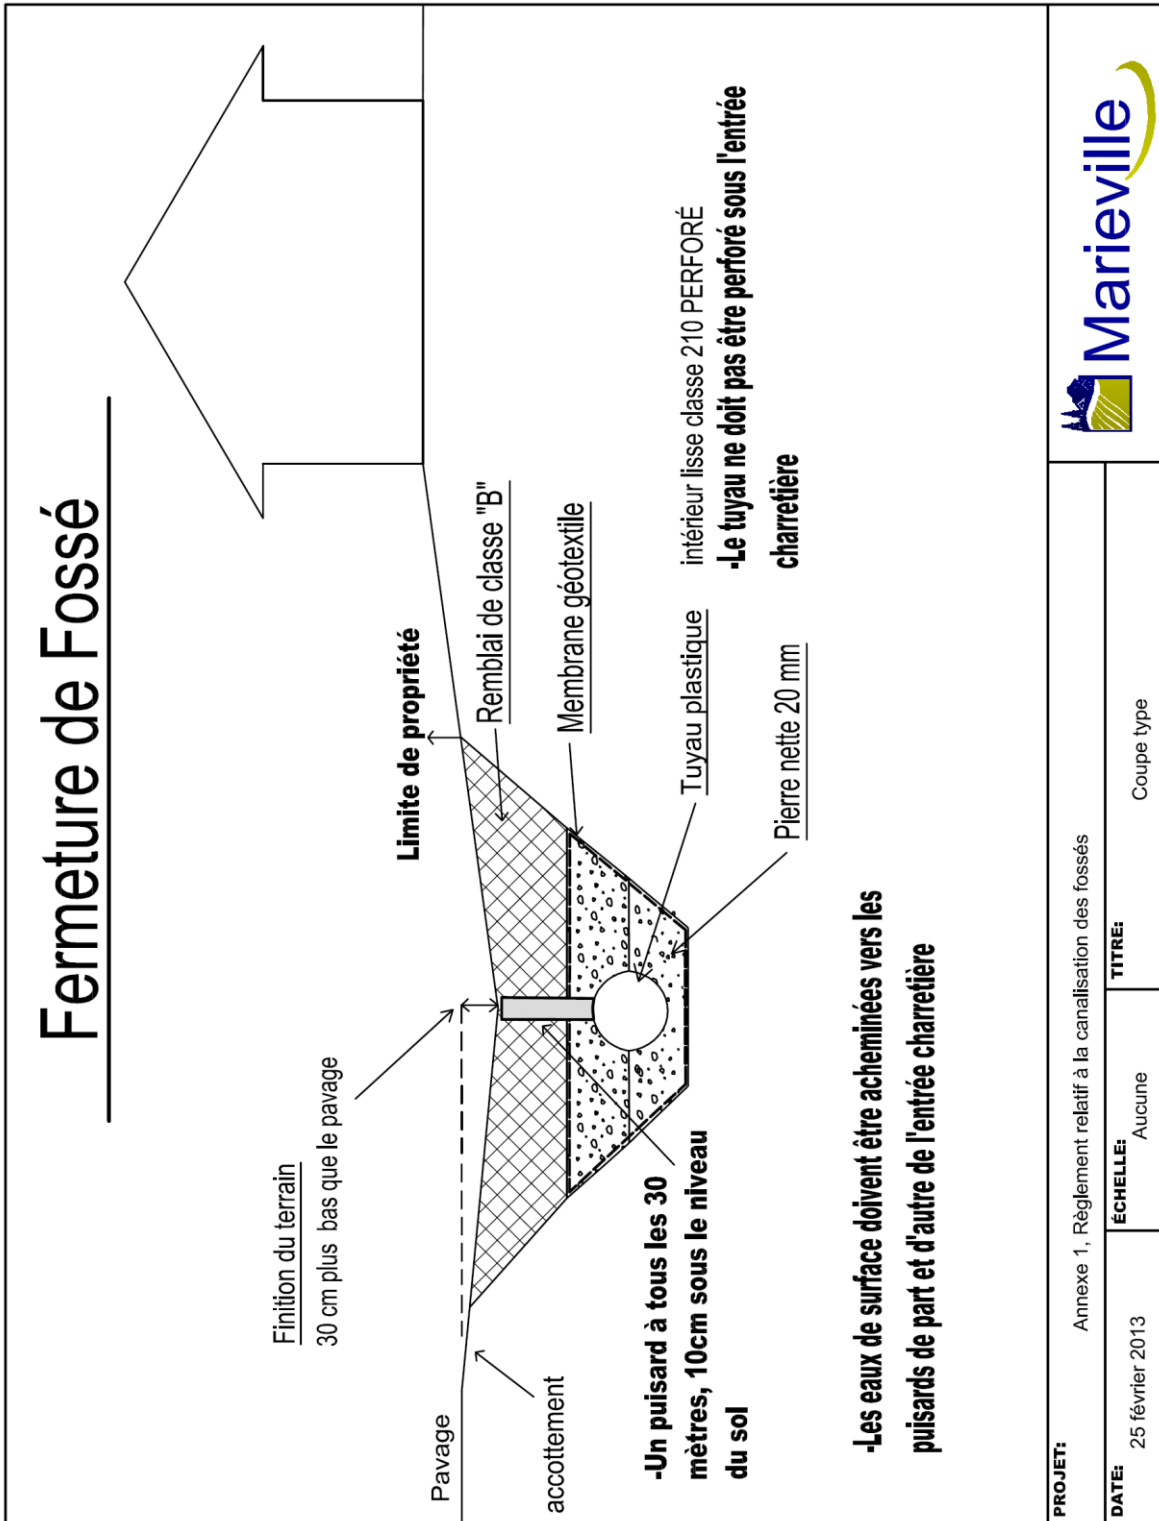 Fermeture de Fossé
Finition du terrain
30 cm plus bas que le pavage
Limite de propriété
Pavage
accottement
Remblai de classe "B"
Membrane géotextile
Tuyau plastique
intérieur lisse classe 210 PERFORÉ
-Le tuyau ne doit pas être perforé sous l'entrée
charretière
Pierre nette 20 mm
-Un puisard à tous les 30
mètres, 10cm sous le niveau
du sol
-Les eaux de surface doivent être acheminées vers les
puisards de part et d'autre de l'entrée charretière
PROJET:
Annexe 1, Règlement relatif à la canalisation des fossés
DATE:
25 février 2013
ÉCHELLE:
Aucune
TITRE:
Coupe type
Marieville